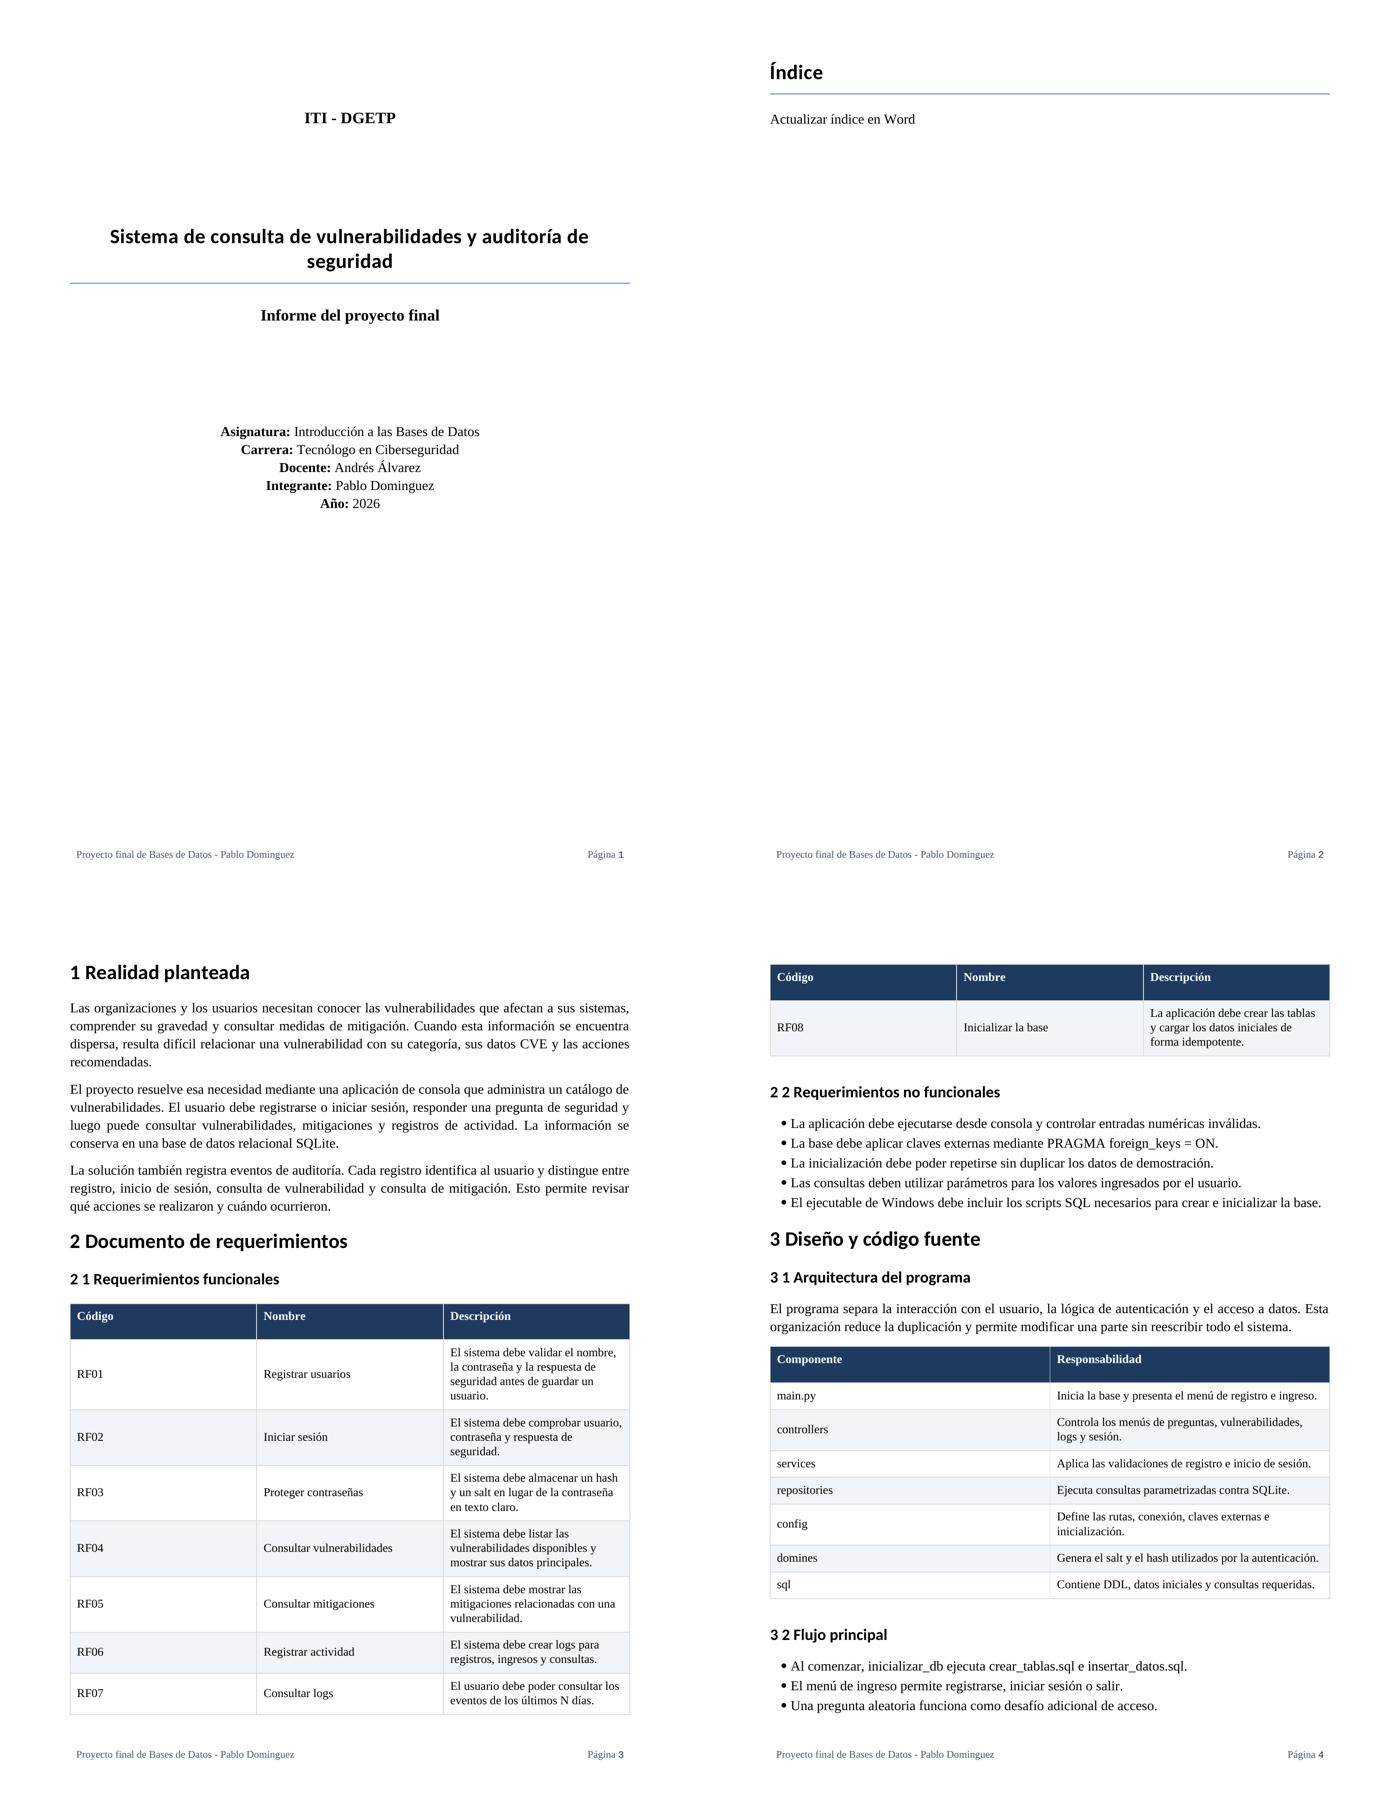 ITI - DGETP
Sistema de consulta de vulnerabilidades y auditoría de
seguridad
Informe del proyecto final
Asignatura: Introducción a las Bases de Datos
Carrera: Tecnólogo en Ciberseguridad
Docente: Andrés Álvarez
Integrante: Pablo Dominguez
Año: 2026
Proyecto final de Bases de Datos - Pablo Dominguez Página 1
Índice
Actualizar índice en Word
Proyecto final de Bases de Datos - Pablo Dominguez Página 2
1 Realidad planteada
Las organizaciones y los usuarios necesitan conocer las vulnerabilidades que afectan a sus sistemas,
comprender su gravedad y consultar medidas de mitigación. Cuando esta información se encuentra
dispersa, resulta difícil relacionar una vulnerabilidad con su categoría, sus datos CVE y las acciones
recomendadas.
El proyecto resuelve esa necesidad mediante una aplicación de consola que administra un catálogo de
vulnerabilidades. El usuario debe registrarse o iniciar sesión, responder una pregunta de seguridad y
luego puede consultar vulnerabilidades, mitigaciones y registros de actividad. La información se
conserva en una base de datos relacional SQLite.
La solución también registra eventos de auditoría. Cada registro identifica al usuario y distingue entre
registro, inicio de sesión, consulta de vulnerabilidad y consulta de mitigación. Esto permite revisar
qué acciones se realizaron y cuándo ocurrieron.
2 Documento de requerimientos
2 1 Requerimientos funcionales
Código Nombre Descripción
RF01 Registrar usuarios El sistema debe validar el nombre,
la contraseña y la respuesta de
seguridad antes de guardar un
usuario.
RF02 Iniciar sesión El sistema debe comprobar usuario,
contraseña y respuesta de
seguridad.
RF03 Proteger contraseñas El sistema debe almacenar un hash
y un salt en lugar de la contraseña
en texto claro.
RF04 Consultar vulnerabilidades El sistema debe listar las
vulnerabilidades disponibles y
mostrar sus datos principales.
RF05 Consultar mitigaciones El sistema debe mostrar las
mitigaciones relacionadas con una
vulnerabilidad.
RF06 Registrar actividad El sistema debe crear logs para
registros, ingresos y consultas.
RF07 Consultar logs El usuario debe poder consultar los
eventos de los últimos N días.
Proyecto final de Bases de Datos - Pablo Dominguez Página 3
Código Nombre Descripción
RF08 Inicializar la base La aplicación debe crear las tablas
y cargar los datos iniciales de
forma idempotente.
2 2 Requerimientos no funcionales
• La aplicación debe ejecutarse desde consola y controlar entradas numéricas inválidas.
• La base debe aplicar claves externas mediante PRAGMA foreign_keys = ON.
• La inicialización debe poder repetirse sin duplicar los datos de demostración.
• Las consultas deben utilizar parámetros para los valores ingresados por el usuario.
• El ejecutable de Windows debe incluir los scripts SQL necesarios para crear e inicializar la base.
3 Diseño y código fuente
3 1 Arquitectura del programa
El programa separa la interacción con el usuario, la lógica de autenticación y el acceso a datos. Esta
organización reduce la duplicación y permite modificar una parte sin reescribir todo el sistema.
Componente Responsabilidad
main.py Inicia la base y presenta el menú de registro e ingreso.
controllers Controla los menús de preguntas, vulnerabilidades,
logs y sesión.
services Aplica las validaciones de registro e inicio de sesión.
repositories Ejecuta consultas parametrizadas contra SQLite.
config Define las rutas, conexión, claves externas e
inicialización.
domines Genera el salt y el hash utilizados por la autenticación.
sql Contiene DDL, datos iniciales y consultas requeridas.
3 2 Flujo principal
• Al comenzar, inicializar_db ejecuta crear_tablas.sql e insertar_datos.sql.
• El menú de ingreso permite registrarse, iniciar sesión o salir.
• Una pregunta aleatoria funciona como desafío adicional de acceso.
Proyecto final de Bases de Datos - Pablo Dominguez Página 4